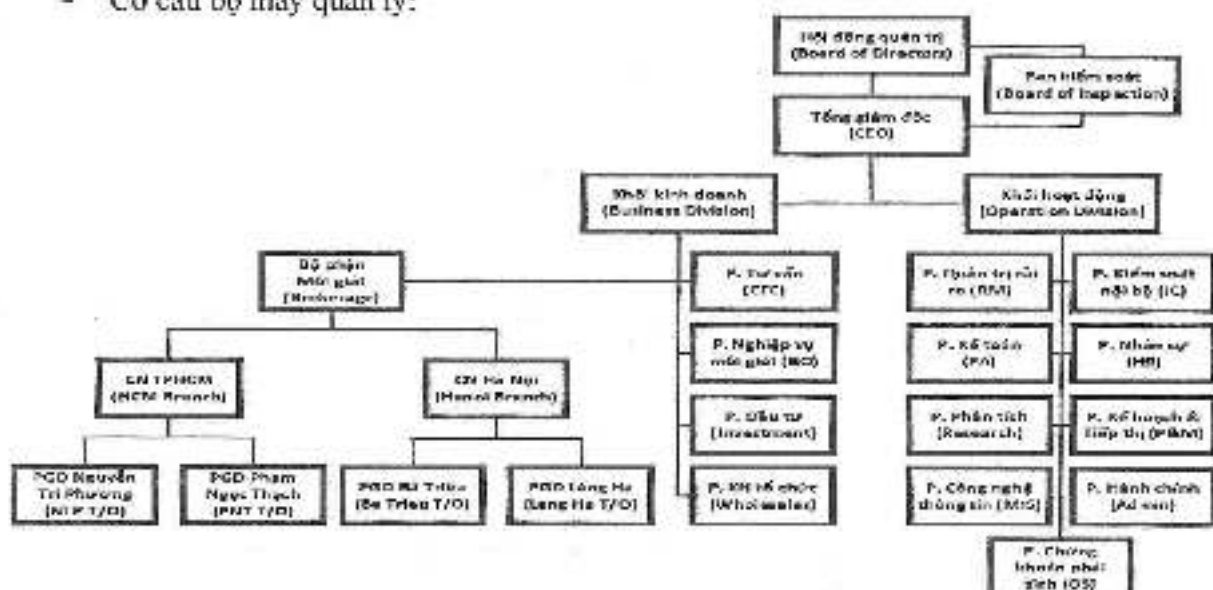 - Cơ cấu bộ máy quản lý:
Hội đồng quản trị
(Board of Directors)
Ban kiểm soát
(Board of Inspection)
Tổng giám đốc
(CEO)
Khối kinh doanh
(Business Division)
Khối hoạt động
(Operation Division)
Bộ phận
Môi giới
(Brokerage)
P. Tư vấn
P. Quản trị rủi
ro (RM)
P. Kiểm soát
nội bộ (IC)
P. Nghiệp vụ
môi giới
P. Kế toán
P. Nhân sự
(HR)
CN TPHCM
(HCM Branch)
CN Hà Nội
(Hanoi Branch)
P. Đầu tư
(Investment)
P. Phân tích
(Research)
P. Kế hoạch &
tiếp thị
PGD Nguyễn
Tri Phương
(NTP T/O)
PGD Phạm
Ngọc Thạch
(PNT T/O)
PGD Bà Triệu
(Ba Trieu T/O)
PGD Láng Hạ
(Lang Ha T/O)
P. KH tổ chức
(Wholesales)
P. Công nghệ
thông tin (MIS)
P. Hành chính
(Admin)
P. Chứng
khoán phái
sinh (DS)